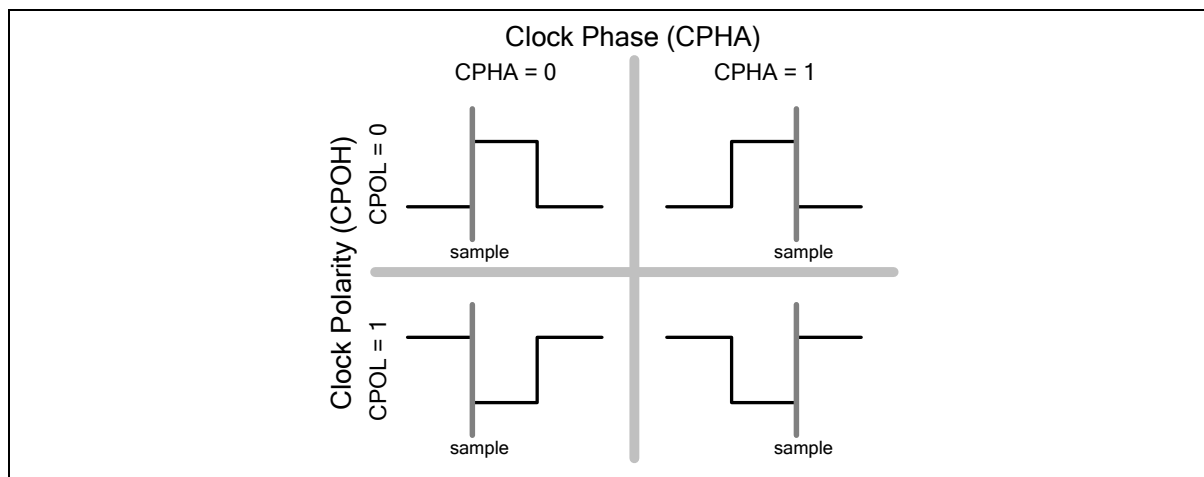 Clock Phase (CPHA)
CPHA = 0
CPHA = 1
Clock Polarity (CPOH)
CPOL = 0
sample
sample
CPOL = 1
sample
sample